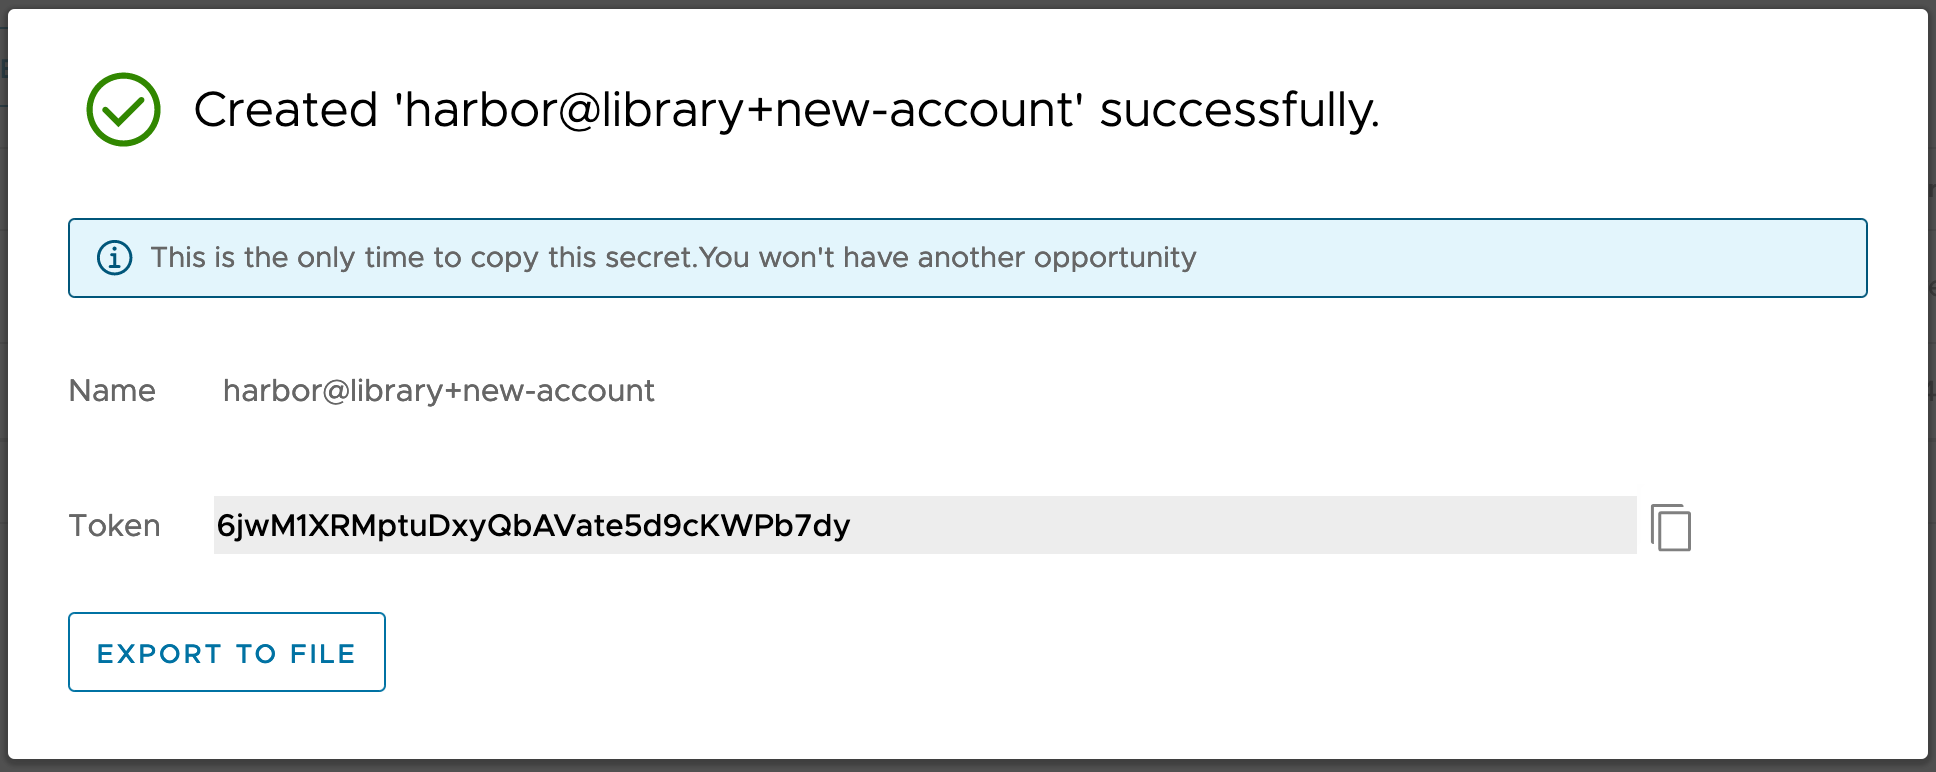 Created 'harbor@library+new-account' successfully.
This is the only time to copy this secret.You won't have another opportunity
Name harbor@library+new-account
Token 6jwM1XRMptuDxyQbAVate5d9cKWPb7dy
EXPORT TO FILE